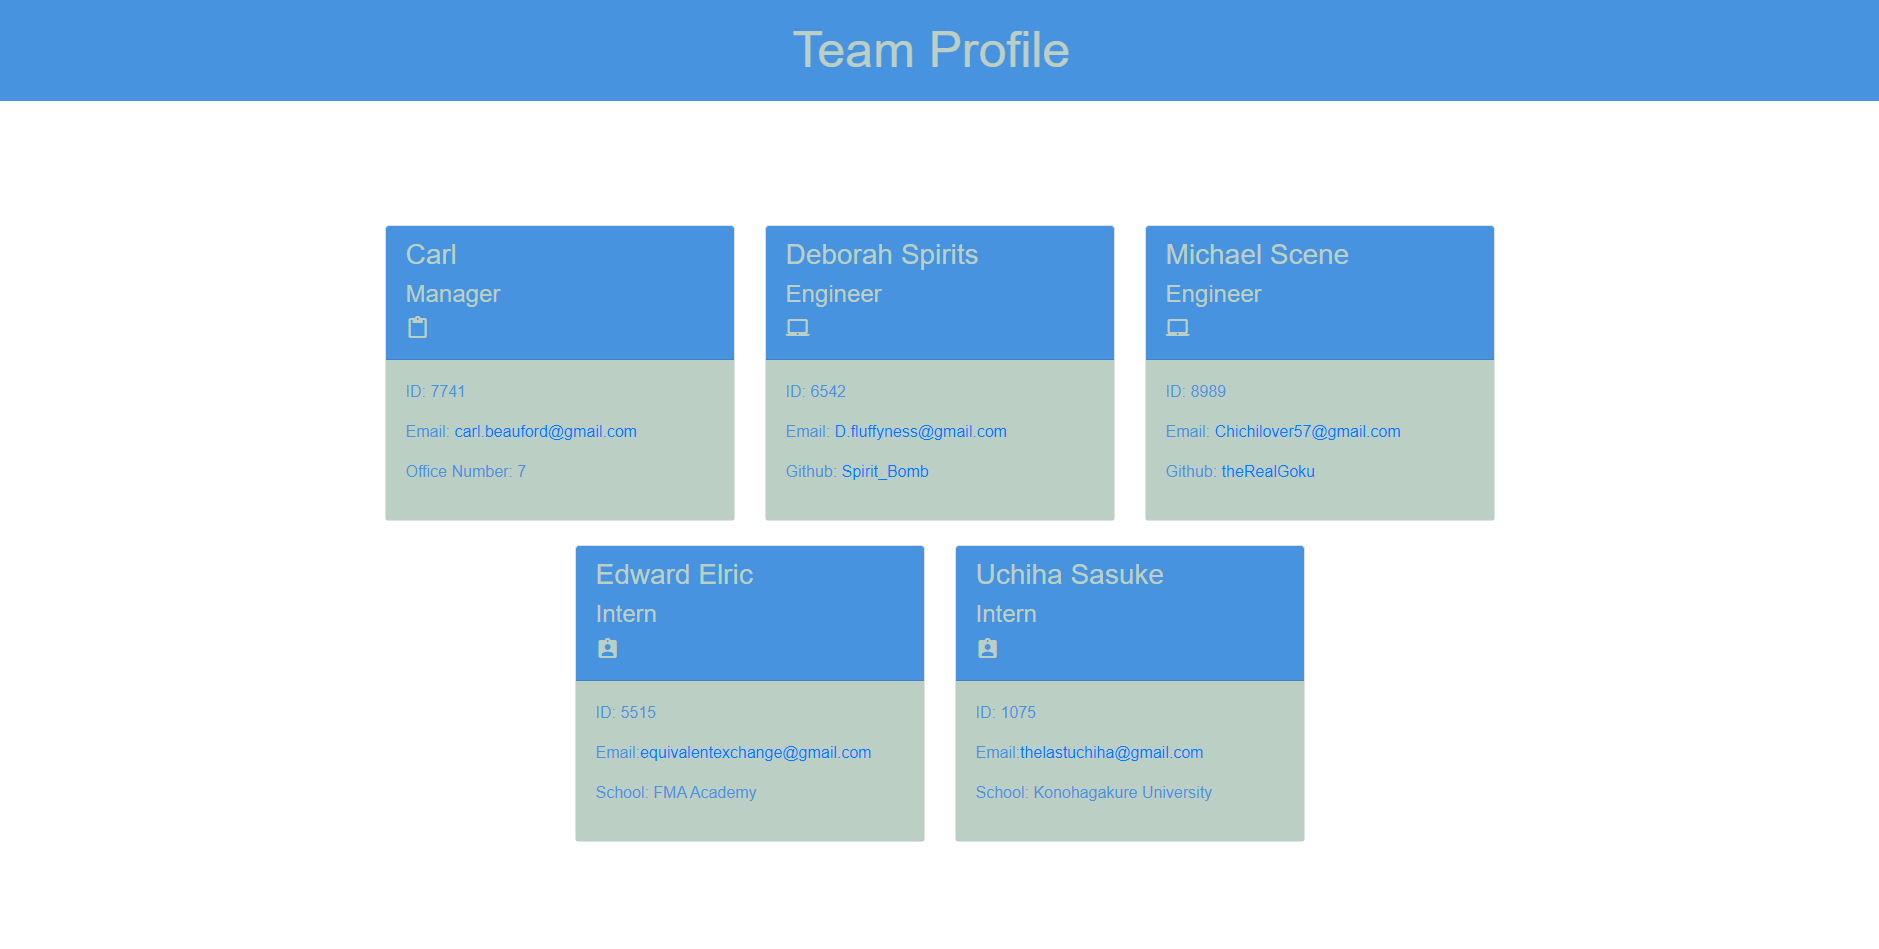 Team Profile
Carl
Manager
ID: 7741
Email: carl.beauford@gmail.com
Office Number: 7
Deborah Spirits
Engineer
ID: 6542
Email: D.fluffyness@gmail.com
Github: Spirit_Bomb
Michael Scene
Engineer
ID: 8989
Email: Chichilover57@gmail.com
Github: theRealGoku
Edward Elric
Intern
ID: 5515
Email:equivalentexchange@gmail.com
School: FMA Academy
Uchiha Sasuke
Intern
ID: 1075
Email:thelastuchiha@gmail.com
School: Konohagakure University